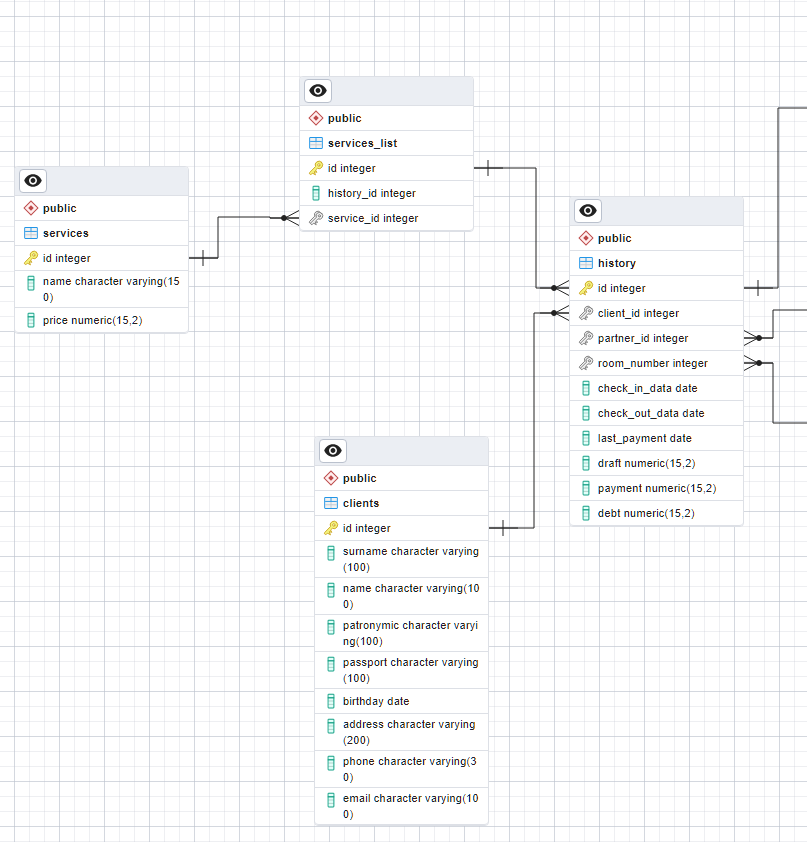 public
services_list
id integer
history_id integer
service_id integer
public
services
id integer
name character varying(15
0)
price numeric(15,2)
public
history
id integer
client_id integer
partner_id integer
room_number integer
check_in_data date
check_out_data date
last_payment date
draft numeric(15,2)
payment numeric(15,2)
debt numeric(15,2)
public
clients
id integer
surname character varying
(100)
name character varying(10
0)
patronymic character varyi
ng(100)
passport character varying
(100)
birthday date
address character varying
(200)
phone character varying(3
0)
email character varying(10
0)